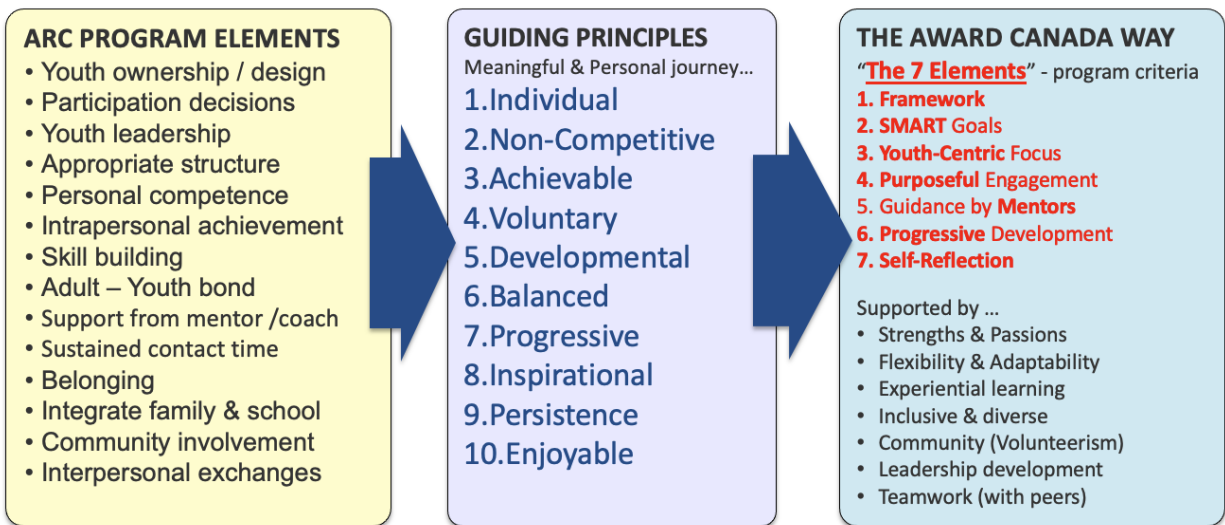 ARC PROGRAM ELEMENTS
• Youth ownership / design
• Participation decisions
• Youth leadership
• Appropriate structure
• Personal competence
• Intrapersonal achievement
• Skill building
• Adult – Youth bond
• Support from mentor /coach
• Sustained contact time
• Belonging
• Integrate family & school
• Community involvement
• Interpersonal exchanges
GUIDING PRINCIPLES
Meaningful & Personal journey…
1.Individual
2.Non-Competitive
3.Achievable
4.Voluntary
5.Developmental
6.Balanced
7.Progressive
8.Inspirational
9.Persistence
10.Enjoyable
THE AWARD CANADA WAY
“The 7 Elements” - program criteria
1. Framework
2. SMART Goals
3. Youth-Centric Focus
4. Purposeful Engagement
5. Guidance by Mentors
6. Progressive Development
7. Self-Reflection
Supported by …
• Strengths & Passions
• Flexibility & Adaptability
• Experiential learning
• Inclusive & diverse
• Community (Volunteerism)
• Leadership development
• Teamwork (with peers)